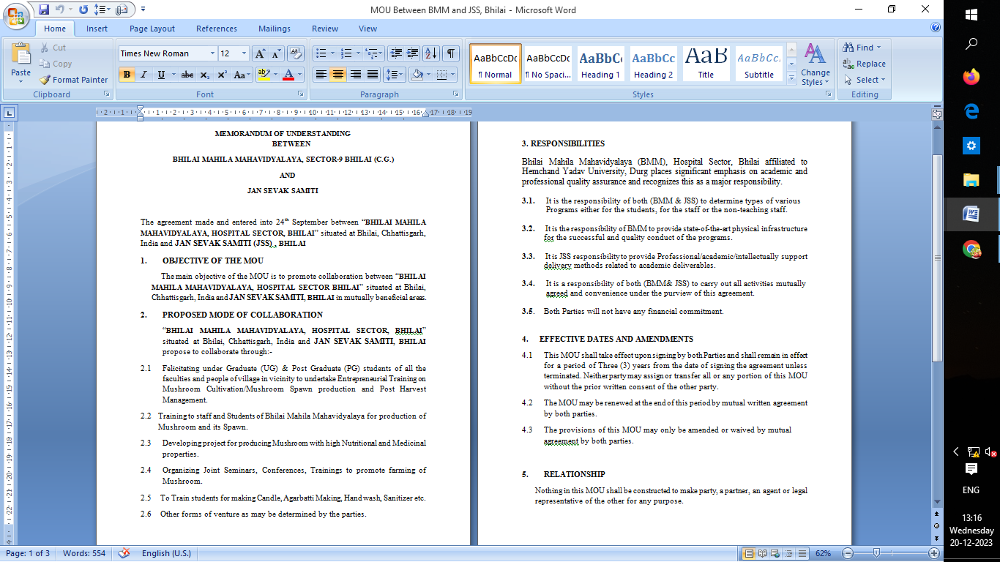 MOU Between BMM and JSS, Bhilai - Microsoft Word
Home Insert Page Layout References Mailings Review View
Paste
Cut
Copy
Format Painter
Clipboard
Times New Roman 12
Font
Paragraph
AaBbCcDc AaBbCcDc AaBbC AaBbCc AaB AaBbCc
¶ Normal ¶ No Spaci... Heading 1 Heading 2 Title Subtitle
Change Styles
Styles
Find
Replace
Select
Editing
MEMORANDUM OF UNDERSTANDING
BETWEEN
BHILAI MAHILA MAHAVIDYALAYA, SECTOR-9 BHILAI (C.G.)
AND
JAN SEVAK SAMITI
The agreement made and entered into 24th September between “BHILAI MAHILA
MAHAVIDYALAYA, HOSPITAL SECTOR, BHILAI” situated at Bhilai, Chhattisgarh,
India and JAN SEVAK SAMITI (JSS) , BHILAI
1. OBJECTIVE OF THE MOU
The main objective of the MOU is to promote collaboration between “BHILAI
MAHILA MAHAVIDYALAYA, HOSPITAL SECTOR BHILAI” situated at Bhilai,
Chhattisgarh, India and JAN SEVAK SAMITI, BHILAI in mutually beneficial areas.
2. PROPOSED MODE OF COLLABORATION
“BHILAI MAHILA MAHAVIDYALAYA, HOSPITAL SECTOR, BHILAI”
situated at Bhilai, Chhattisgarh, India and JAN SEVAK SAMITI, BHILAI
propose to collaborate through:-
2.1 Felicitating under Graduate (UG) & Post Graduate (PG) students of all the
faculties and people of village in vicinity to undertake Entrepreneurial Training on
Mushroom Cultivation/Mushroom Spawn production and Post Harvest
Management.
2.2 Training to staff and Students of Bhilai Mahila Mahavidyalaya for production of
Mushroom and its Spawn.
2.3 Developing project for producing Mushroom with high Nutritional and Medicinal
properties.
2.4 Organizing Joint Seminars, Conferences, Trainings to promote farming of
Mushroom.
2.5 To Train students for making Candle, Agarbatti Making, Hand wash, Sanitizer etc.
2.6 Other forms of venture as may be determined by the parties.
3. RESPONSIBILITIES
Bhilai Mahila Mahavidyalaya (BMM), Hospital Sector, Bhilai affiliated to
Hemchand Yadav University, Durg places significant emphasis on academic and
professional quality assurance and recognizes this as a major responsibility.
3.1. It is the responsibility of both (BMM & JSS) to determine types of various
Programs either for the students, for the staff or the non-teaching staff.
3.2. It is the responsibility of BMM to provide state-of-the-art physical infrastructure
for the successful and quality conduct of the programs.
3.3. It is JSS responsibility to provide Professional/academic/intellectually support
delivery methods related to academic deliverables.
3.4. It is a responsibility of both (BMM& JSS) to carry out all activities mutually
agreed and convenience under the purview of this agreement.
3.5. Both Parties will not have any financial commitment.
4. EFFECTIVE DATES AND AMENDMENTS
4.1 This MOU shall take effect upon signing by both Parties and shall remain in effect
for a period of Three (3) years from the date of signing the agreement unless
terminated. Neither party may assign or transfer all or any portion of this MOU
without the prior written consent of the other party.
4.2 The MOU may be renewed at the end of this period by mutual written agreement
by both parties.
4.3 The provisions of this MOU may only be amended or waived by mutual
agreement by both parties.
5. RELATIONSHIP
Nothing in this MOU shall be constructed to make party, a partner, an agent or legal
representative of the other for any purpose.
Page: 1 of 3 Words: 554 English (U.S.) 62%
ENG
13:16
Wednesday
20-12-2023